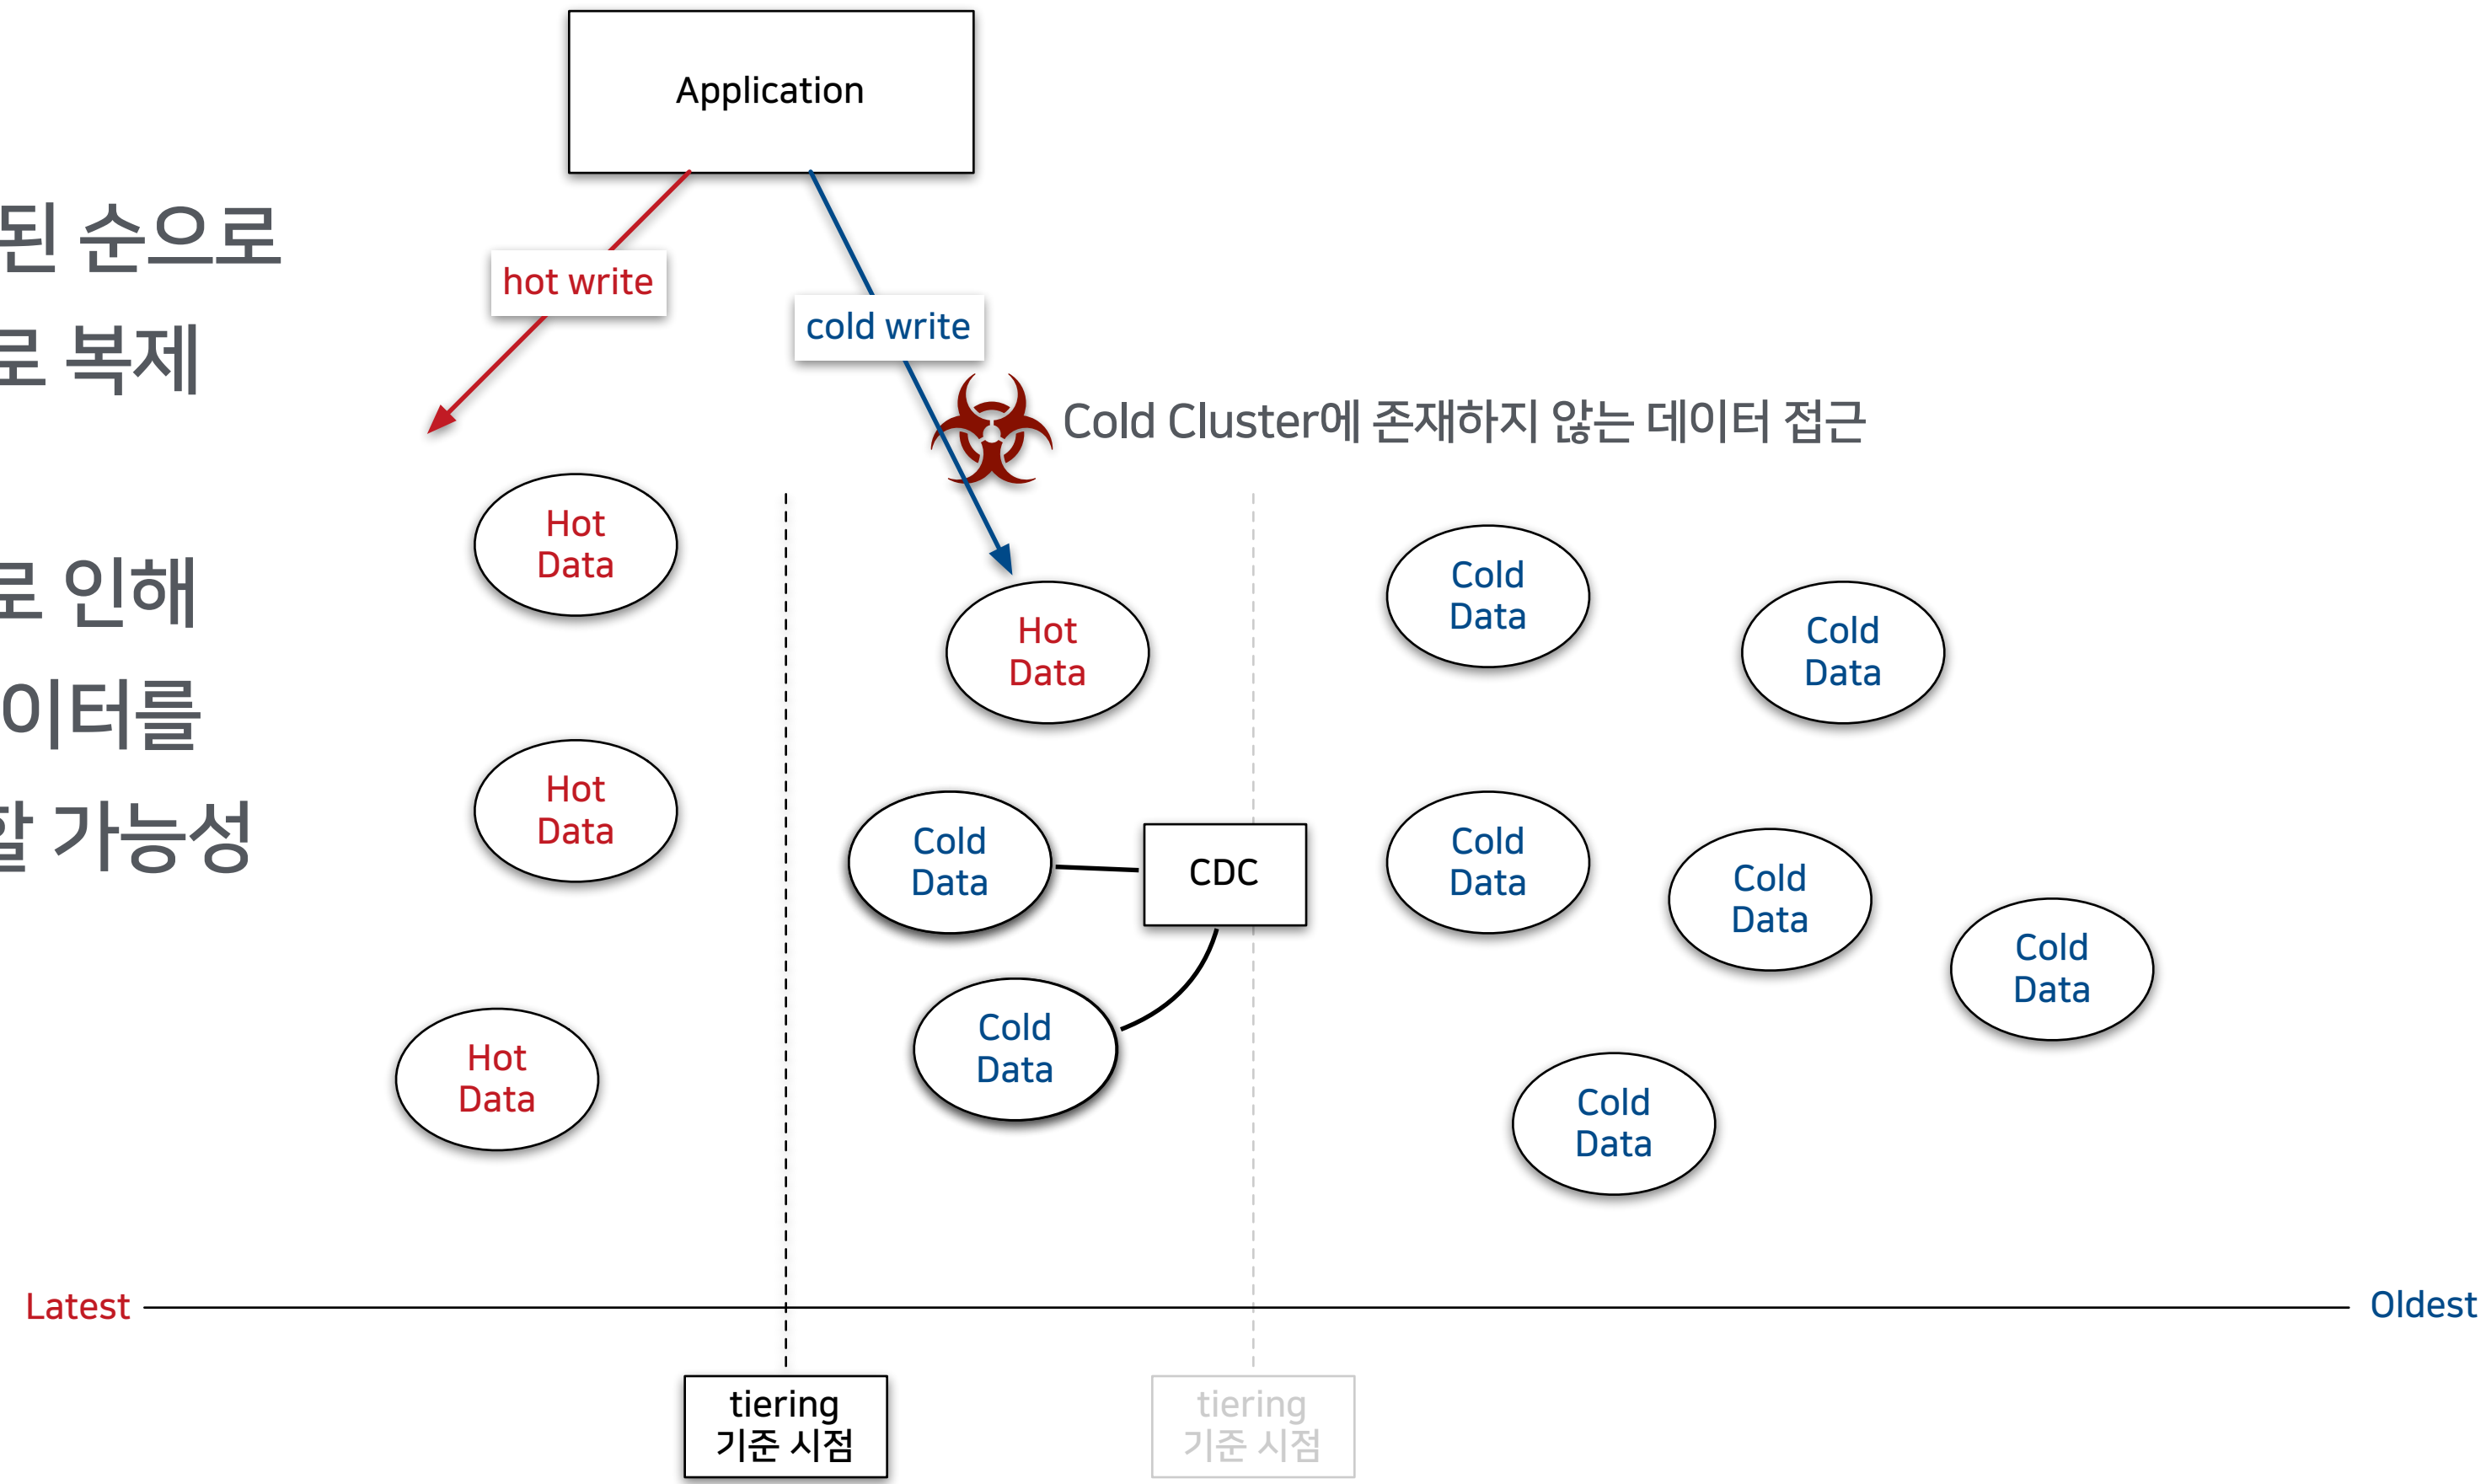 Application
된 순으로
로 복제
로 인해
이터를
할 가능성
hot write
cold write
Cold Cluster에 존재하지 않는 데이터 접근
Hot
Data
Hot
Data
Hot
Data
Hot
Data
Cold
Data
Cold
Data
CDC
Cold
Data
Cold
Data
Cold
Data
Cold
Data
Cold
Data
Cold
Data
Latest
Oldest
tiering
기준 시점
tiering
기준 시점